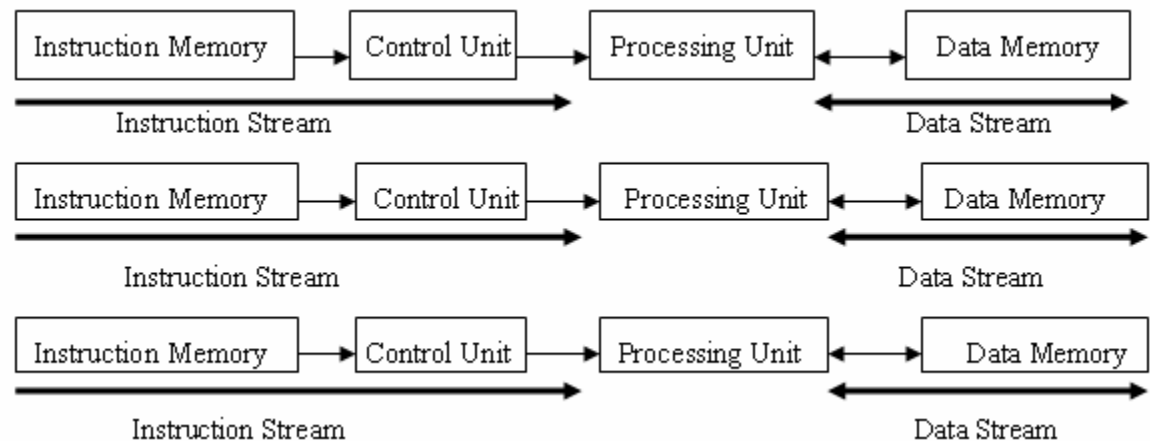 Instruction Memory Control Unit Processing Unit Data Memory
Instruction Stream Data Stream
Instruction Memory Control Unit Processing Unit Data Memory
Instruction Stream Data Stream
Instruction Memory Control Unit Processing Unit Data Memory
Instruction Stream Data Stream